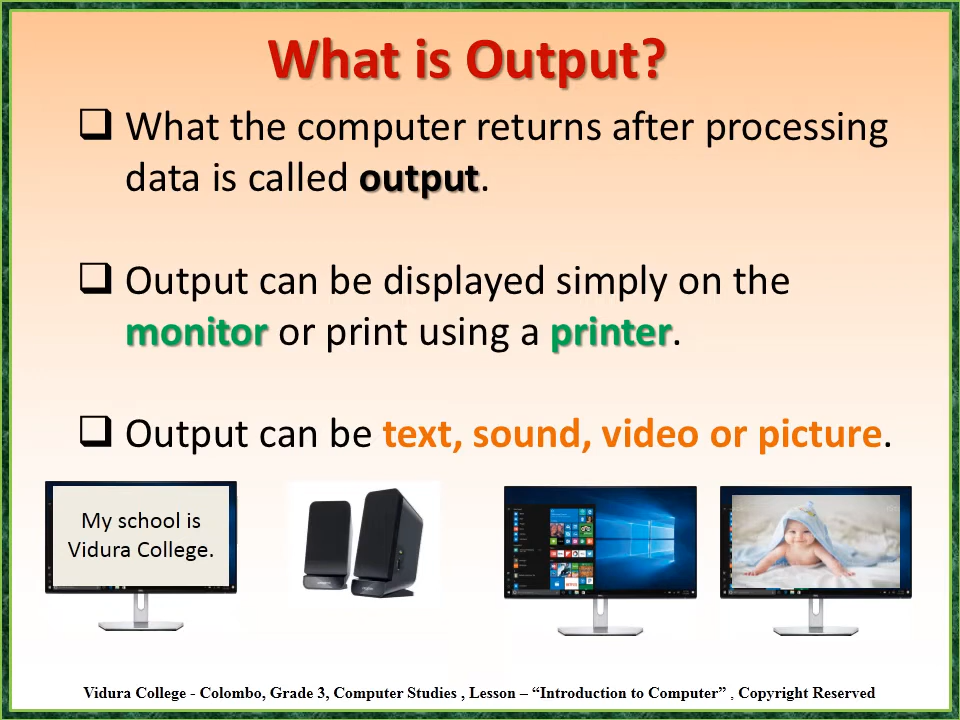 What is Output?
What the computer returns after processing
data is called output.
Output can be displayed simply on the
monitor or print using a printer.
Output can be text, sound, video or picture.
My school is
Vidura College.
Vidura College - Colombo, Grade 3, Computer Studies , Lesson – “Introduction to Computer” , Copyright Reserved